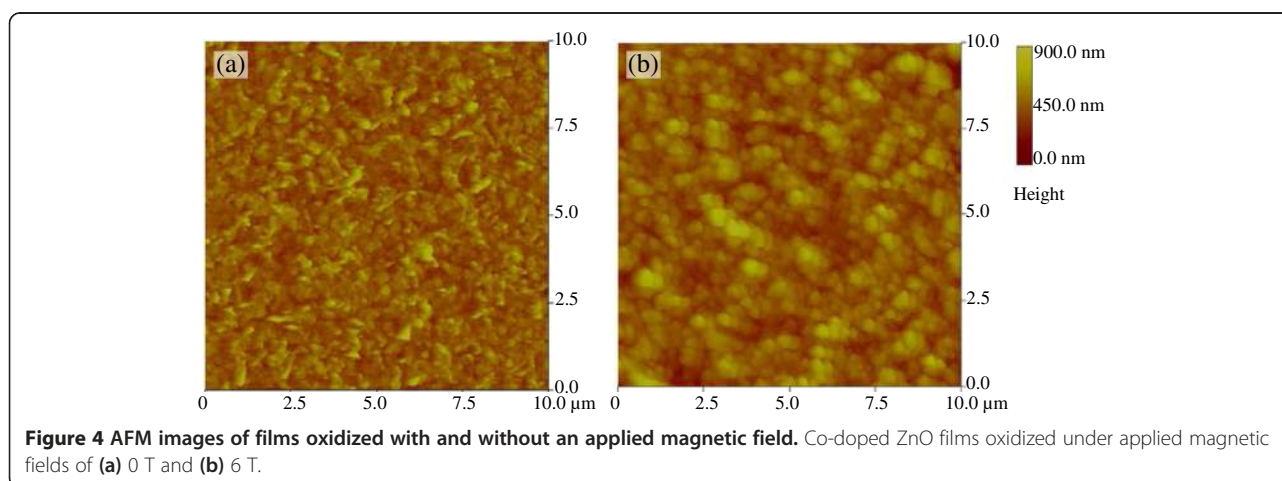 (a)
10.0
7.5
5.0
2.5
0.0
0 2.5 5.0 7.5 10.0 µm
(b)
10.0
7.5
5.0
2.5
0.0
0 2.5 5.0 7.5 10.0 µm
900.0 nm
450.0 nm
0.0 nm
Height
Figure 4 AFM images of films oxidized with and without an applied magnetic field. Co-doped ZnO films oxidized under applied magnetic
fields of (a) 0 T and (b) 6 T.